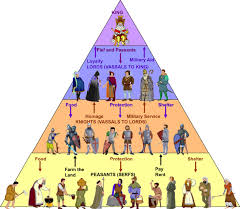 KING
Fief and Peasants
Loyalty Military Aid
LORDS (VASSALS TO KING)
Food Protection Shelter
Homage Military Service
KNIGHTS (VASSALS TO LORDS)
Food Protection Shelter
Farm the Land Pay Rent
PEASANTS (SERFS)